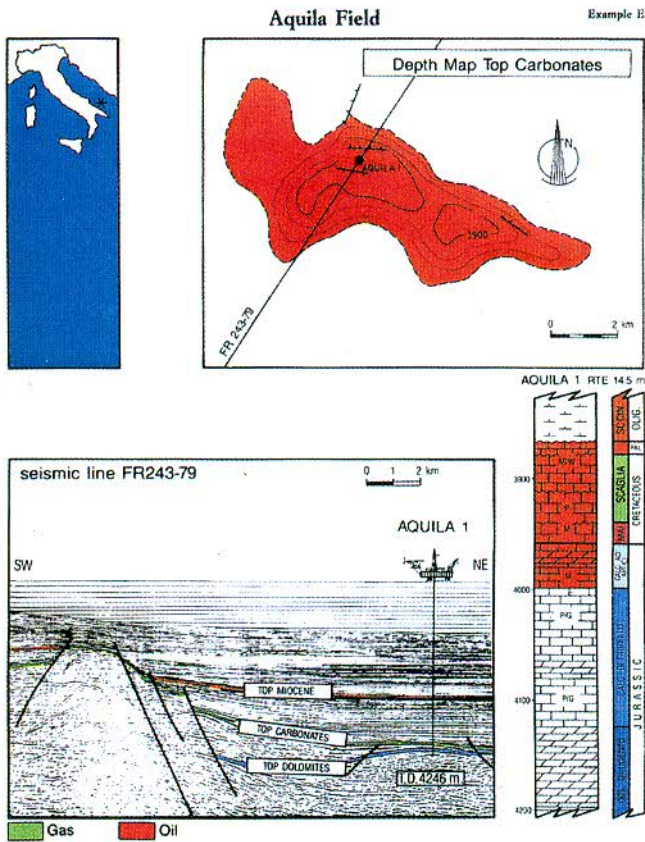 Aquila Field
Example E
Depth Map Top Carbonates
N
AQUILA 1
3900
FR 243-79
0 2 km
AQUILA 1 RTE 14.5 m
seismic line FR243-79
0 1 2 km
AQUILA 1
SW
NE
TOP MIOCENE
TOP CARBONATES
TOP DOLOMITES
T.D. 4246 m
3900
4000
4100
4200
M/W
P/G
P/G
OLIG.
PAL.
SCAGLIA
CRETACEOUS
MAI.
JURASSIC
Gas
Oil